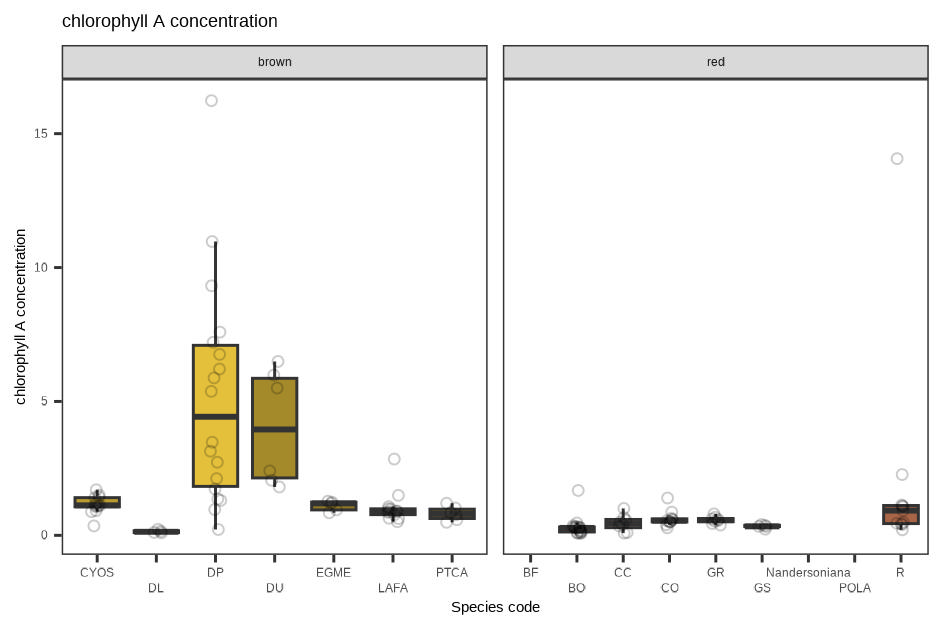 chlorophyll A concentration
brown
red
15
10
5
0
chlorophyll A concentration
CYOS DL DP DU EGME LAFA PTCA
BF BO CC CO GR GS Nandersoniana POLA R
Species code